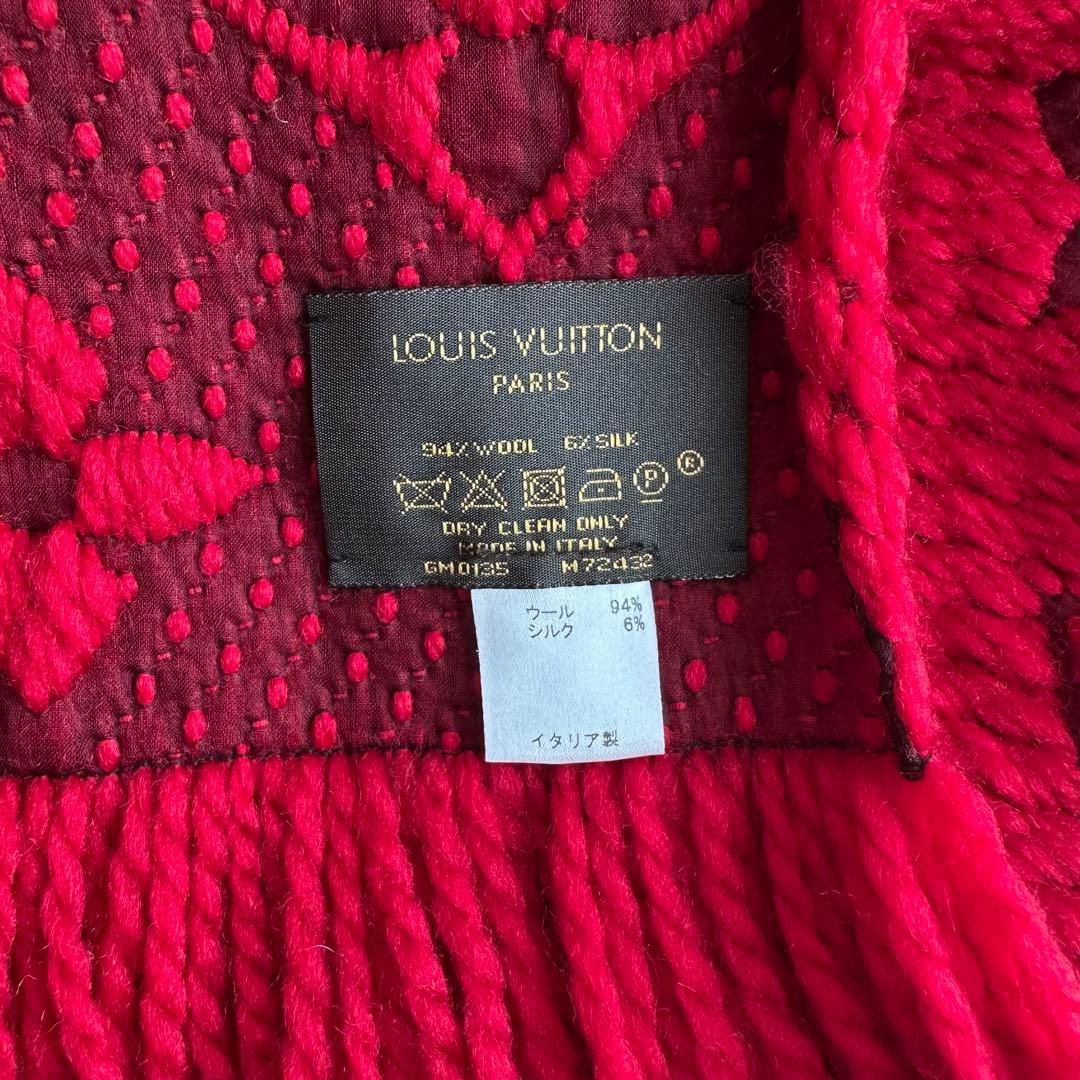 LOUIS VUITTON
PARIS
94% WOOL 6% SILK
P ®
DRY CLEAN ONLY
MADE IN ITALY
GM0135 M72432
ウール 94%
シルク 6%
イタリア製